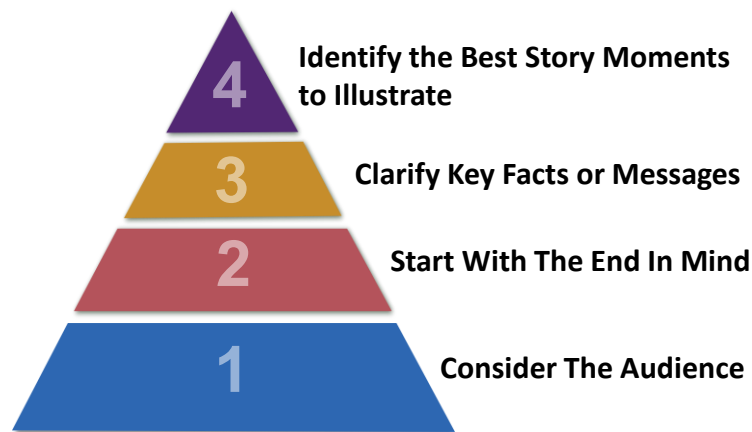 4
Identify the Best Story Moments
to Illustrate
3
Clarify Key Facts or Messages
2
Start With The End In Mind
1
Consider The Audience